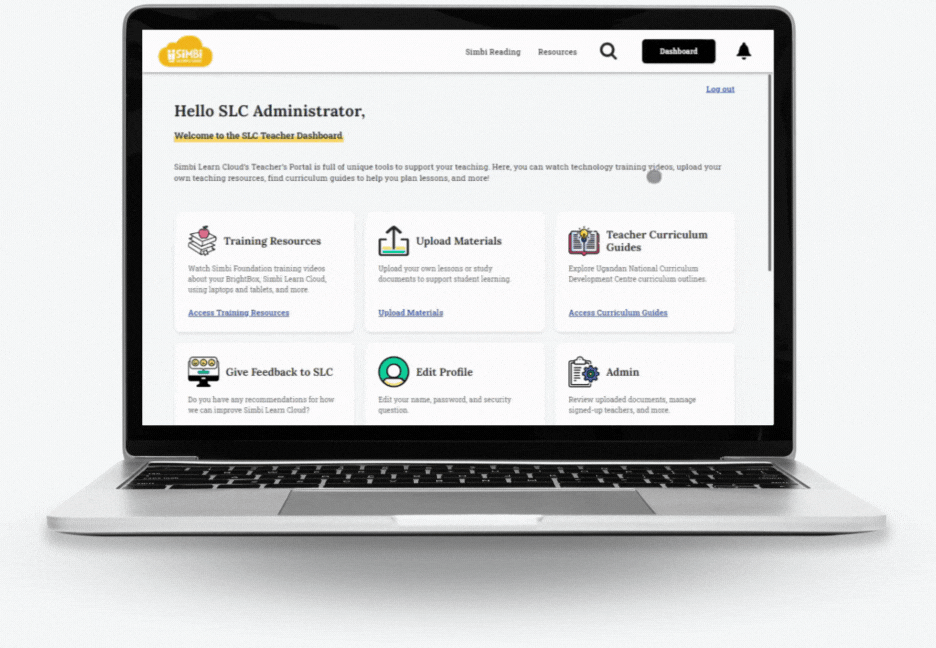 SIMBI
Simbi Reading
Resources
Dashboard
Log out
Hello SLC Administrator,
Welcome to the SLC Teacher Dashboard
Simbi Learn Cloud's Teacher's Portal is full of unique tools to support your teaching. Here, you can watch technology training videos, upload your
own teaching resources, find curriculum guides to help you plan lessons, and more!
Training Resources
Watch Simbi Foundation training videos
about your BrightBox, Simbi Learn Cloud,
using laptops and tablets, and more.
Access Training Resources
Upload Materials
Upload your own lessons or study
documents to support student learning.
Upload Materials
Teacher Curriculum
Guides
Explore Ugandan National Curriculum
Development Centre curriculum outlines.
Access Curriculum Guides
Give Feedback to SLC
Do you have any recommendations for how
we can improve Simbi Learn Cloud?
Edit Profile
Edit your name, password, and security
question.
Admin
Review uploaded documents, manage
signed-up teachers, and more.